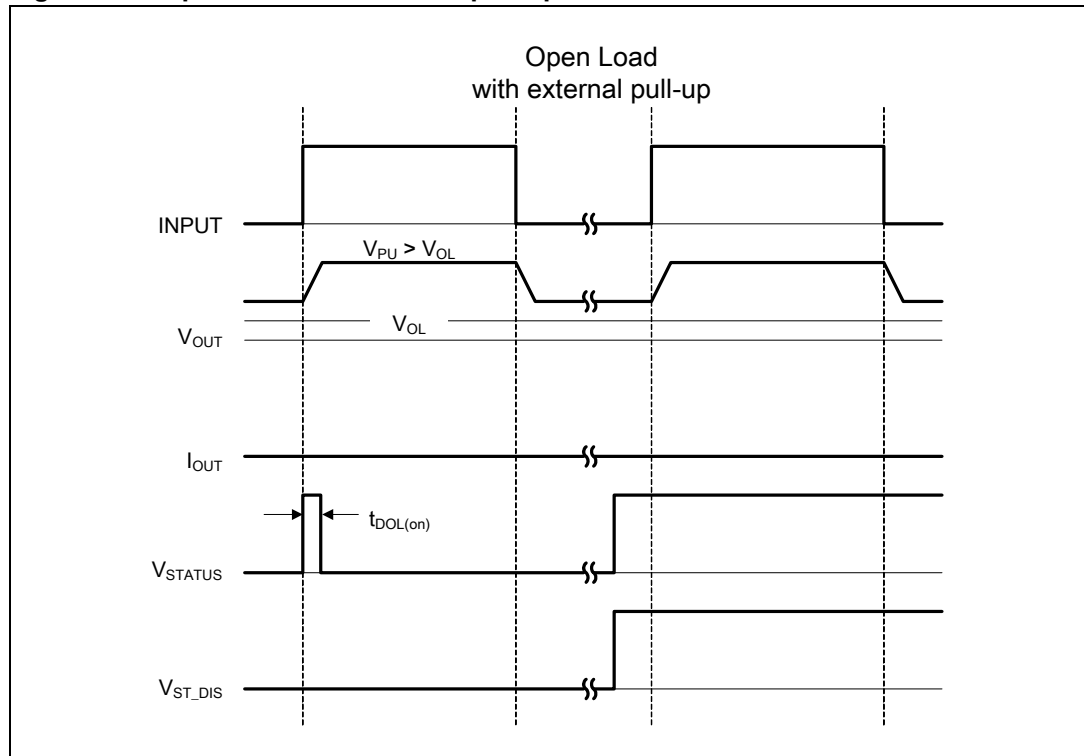 Open Load
with external pull-up
INPUT
V_PU > V_OL
V_OL
V_OUT
I_OUT
t_DOL(on)
V_STATUS
V_ST_DIS